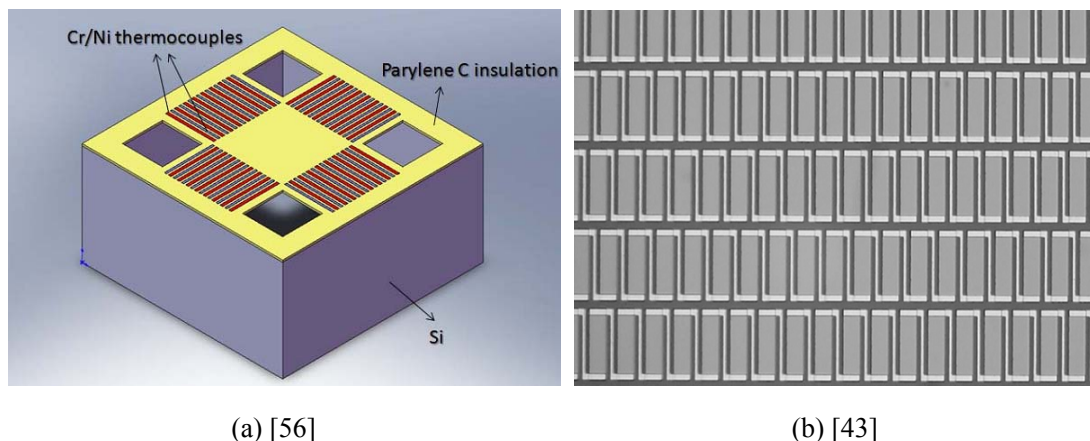 Cr/Ni thermocouples
Parylene C insulation
Si
(a) [56]
(b) [43]